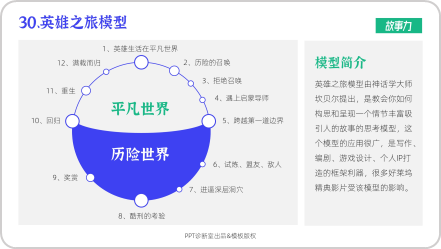 30.英雄之旅模型
故事力
1、英雄生活在平凡世界
2、历险的召唤
3、拒绝召唤
4、遇上启蒙导师
5、跨越第一道边界
6、试炼、盟友、敌人
7、进逼深层洞穴
8、酷刑的考验
9、奖赏
10、回归
11、重生
12、满载而归
平凡世界
历险世界
模型简介
英雄之旅模型由神话学大师
坎贝尔提出，是教会你如何
构思和呈现一个情节丰富吸
引人的故事的思考模型，这
个模型的应用很广，是写作、
编剧、游戏设计、个人IP打
造的框架利器，很多好莱坞
精典影片受该模型的影响。
PPT诊断室出品&模板版权